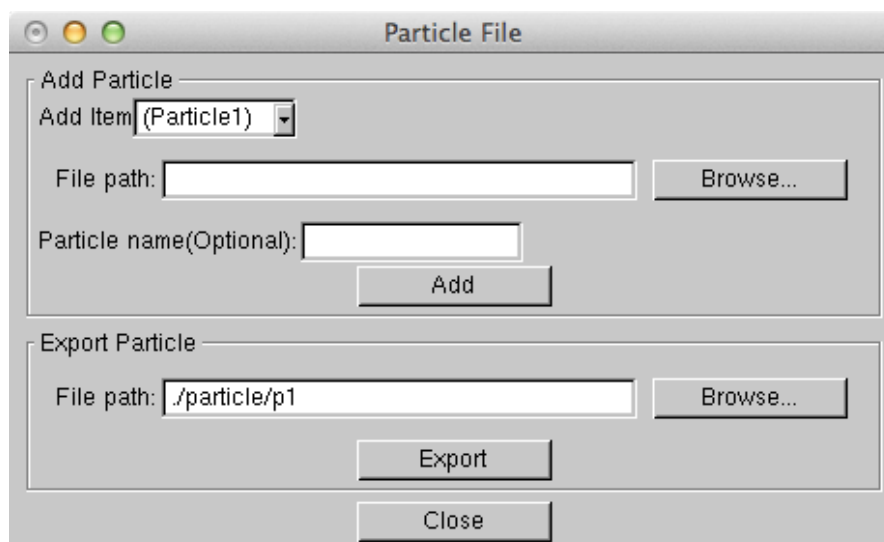 Particle File
Add Particle
Add Item (Particle1)
File path: Browse...
Particle name(Optional):
Add
Export Particle
File path: ./particle/p1 Browse...
Export
Close